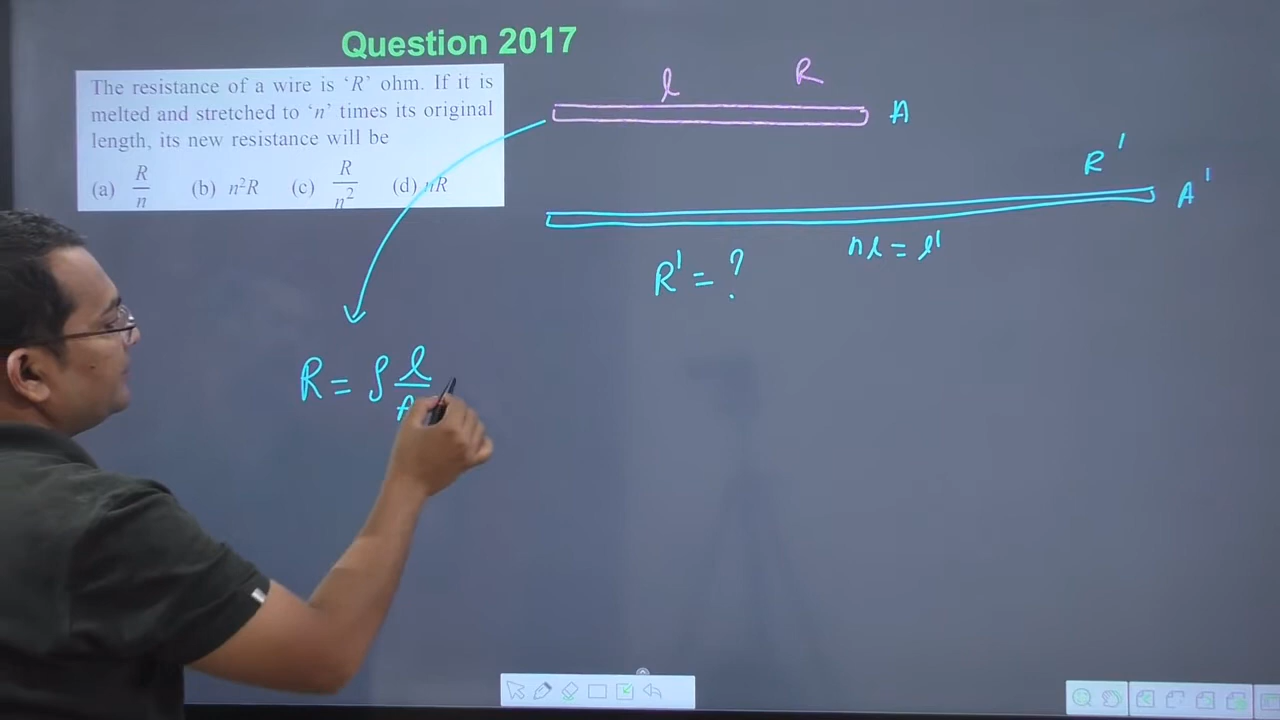 Question 2017
The resistance of a wire is ‘R’ ohm. If it is
melted and stretched to ‘n’ times its original
length, its new resistance will be
(a) R/n (b) n²R (c) R/n² (d) nR
l R
A
R'
A'
nl = l'
R' = ?
R = ρ l/A